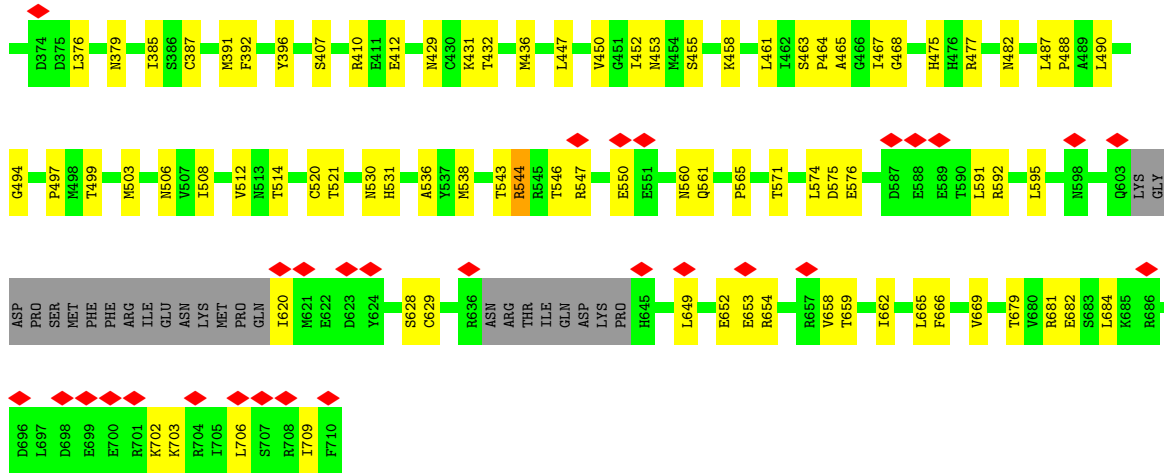 D374 D375 L376 N379 I385 S386 C387 M391 F392 Y396 S407 R410 E411 E412 N429 C430 K431 T432 M436 L447 V450 G451 I452 N453 M454 S455 K458 L461 I462 S463 P464 A465 G466 I467 G468 H475 H476 R477 N482 L487 P488 A489 L490
G494 P497 M498 T499 M503 N506 V507 I508 V512 N513 T514 C520 T521 N530 H531 A536 Y537 M538 T543 R544 R545 T546 R547 E550 E551 N560 Q561 P565 T571 L574 D575 E576 D587 E588 E589 T590 L591 R592 L595 N598 Q603 LYS GLY
ASP PRO SER MET PHE PHE ARG ILE GLU ASN LYS MET PRO GLN I620 M621 E622 D623 Y624 S628 C629 R636 ASN ARG THR ILE GLN ASP LYS PRO H645 L649 E652 E653 R654 R657 V658 T659 I662 L665 F666 V669 T679 V680 R681 E682 S683 L684 K685 R686
D696 L697 D698 E699 E700 R701 K702 K703 R704 I705 L706 S707 R708 I709 F710